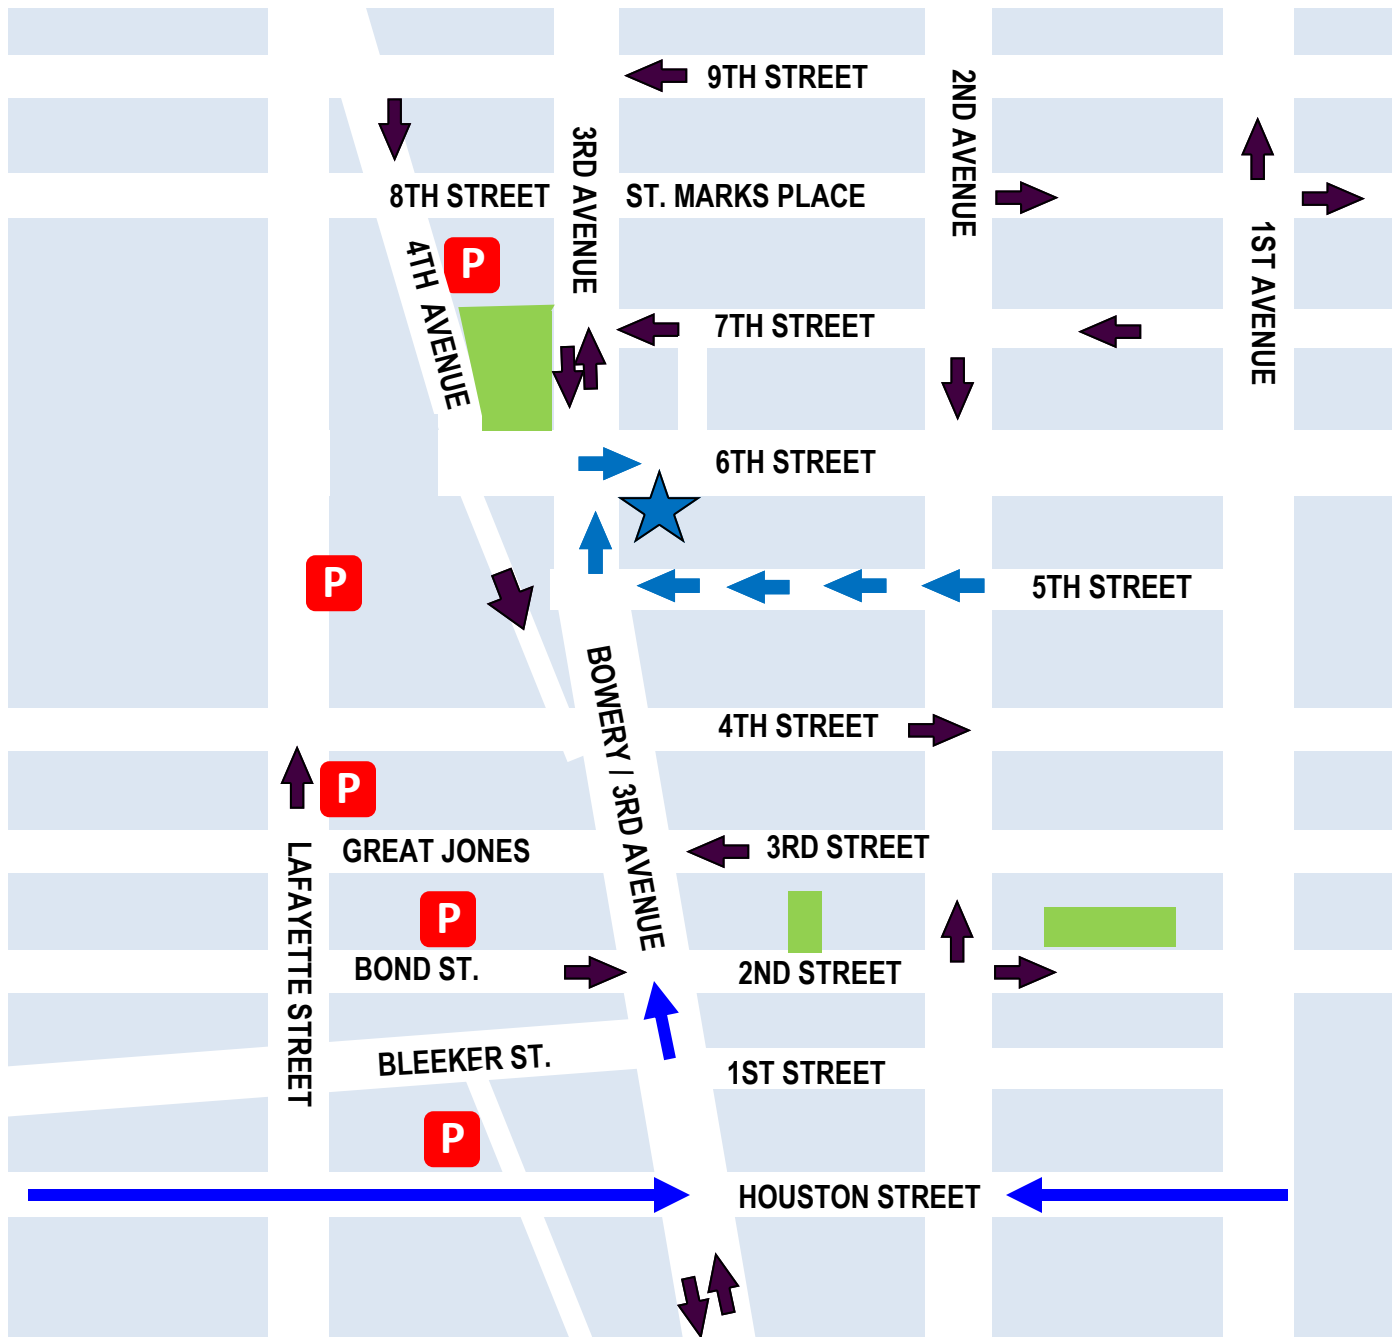 9TH STREET
2ND AVENUE
3RD AVENUE
8TH STREET
ST. MARKS PLACE
1ST AVENUE
4TH AVENUE
P
7TH STREET
6TH STREET
P
5TH STREET
BOWERY / 3RD AVENUE
4TH STREET
P
LAFAYETTE STREET
GREAT JONES
3RD STREET
P
BOND ST.
2ND STREET
BLEEKER ST.
1ST STREET
P
HOUSTON STREET